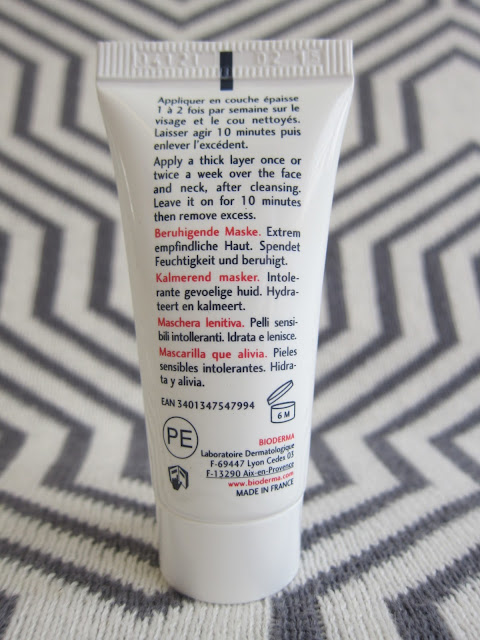 Appliquer en couche épaisse
1 à 2 fois par semaine sur le
visage et le cou nettoyés.
Laisser agir 10 minutes puis
enlever l'excédent.
Apply a thick layer once or
twice a week over the face
and neck, after cleansing.
Leave it on for 10 minutes
then remove excess.
Beruhigende Maske. Extrem
empfindliche Haut. Spendet
Feuchtigkeit und beruhigt.
Kalmerend masker. Intole-
rante gevoelige huid. Hydra-
teert en kalmeert.
Maschera lenitiva. Pelli sensi-
bili intolleranti. Idrata e lenisce.
Mascarilla que alivia. Pieles
sensibles intolerantes. Hidra-
ta y alivia.
EAN 3401347547994
6 M
PE
BIODERMA
Laboratoire Dermatologique
F-69447 Lyon Cedex 03
F-13290 Aix-en-Provence
www.bioderma.com
MADE IN FRANCE